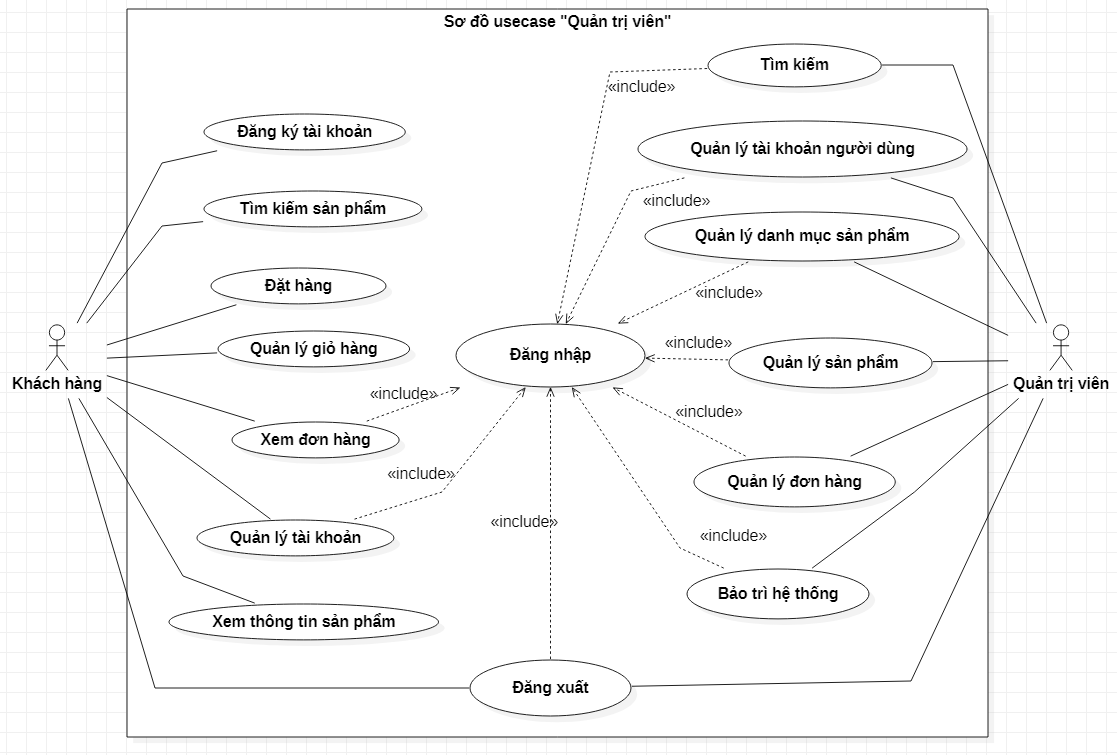 Sơ đồ usecase "Quản trị viên"
Tìm kiếm
«include»
Đăng ký tài khoản
Quản lý tài khoản người dùng
«include»
Tìm kiếm sản phẩm
Quản lý danh mục sản phẩm
Đặt hàng
«include»
Quản lý giỏ hàng
Đăng nhập
«include»
Quản lý sản phẩm
Khách hàng
Quản trị viên
«include»
«include»
Xem đơn hàng
«include»
Quản lý đơn hàng
«include»
«include»
Quản lý tài khoản
Bảo trì hệ thống
Xem thông tin sản phẩm
Đăng xuất